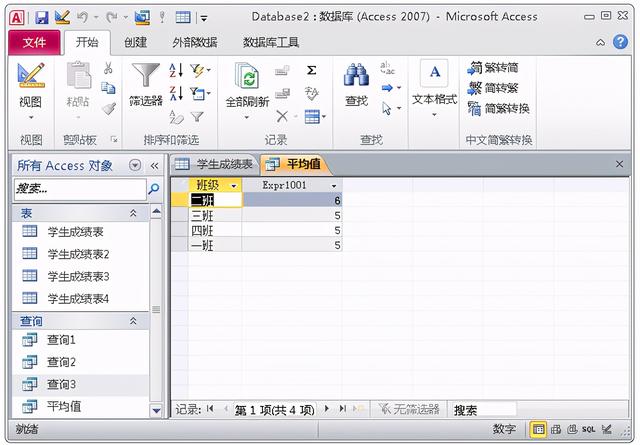 Database2 : 数据库 (Access 2007) - Microsoft Access
文件 开始 创建 外部数据 数据库工具
视图 粘贴 筛选器 全部刷新 查找 文本格式 繁转简
简转繁
简繁转换
视图 剪贴板 排序和筛选 记录 查找 中文简繁转换
所有 Access 对象
搜索...
表
学生成绩表
学生成绩表2
学生成绩表3
学生成绩表4
查询
查询1
查询2
查询3
平均值
学生成绩表 平均值
班级 Expr1001
二班 6
三班 5
四班 5
一班 5
记录: 第 1 项(共 4 项) 无筛选器 搜索
就绪 数字 SQL